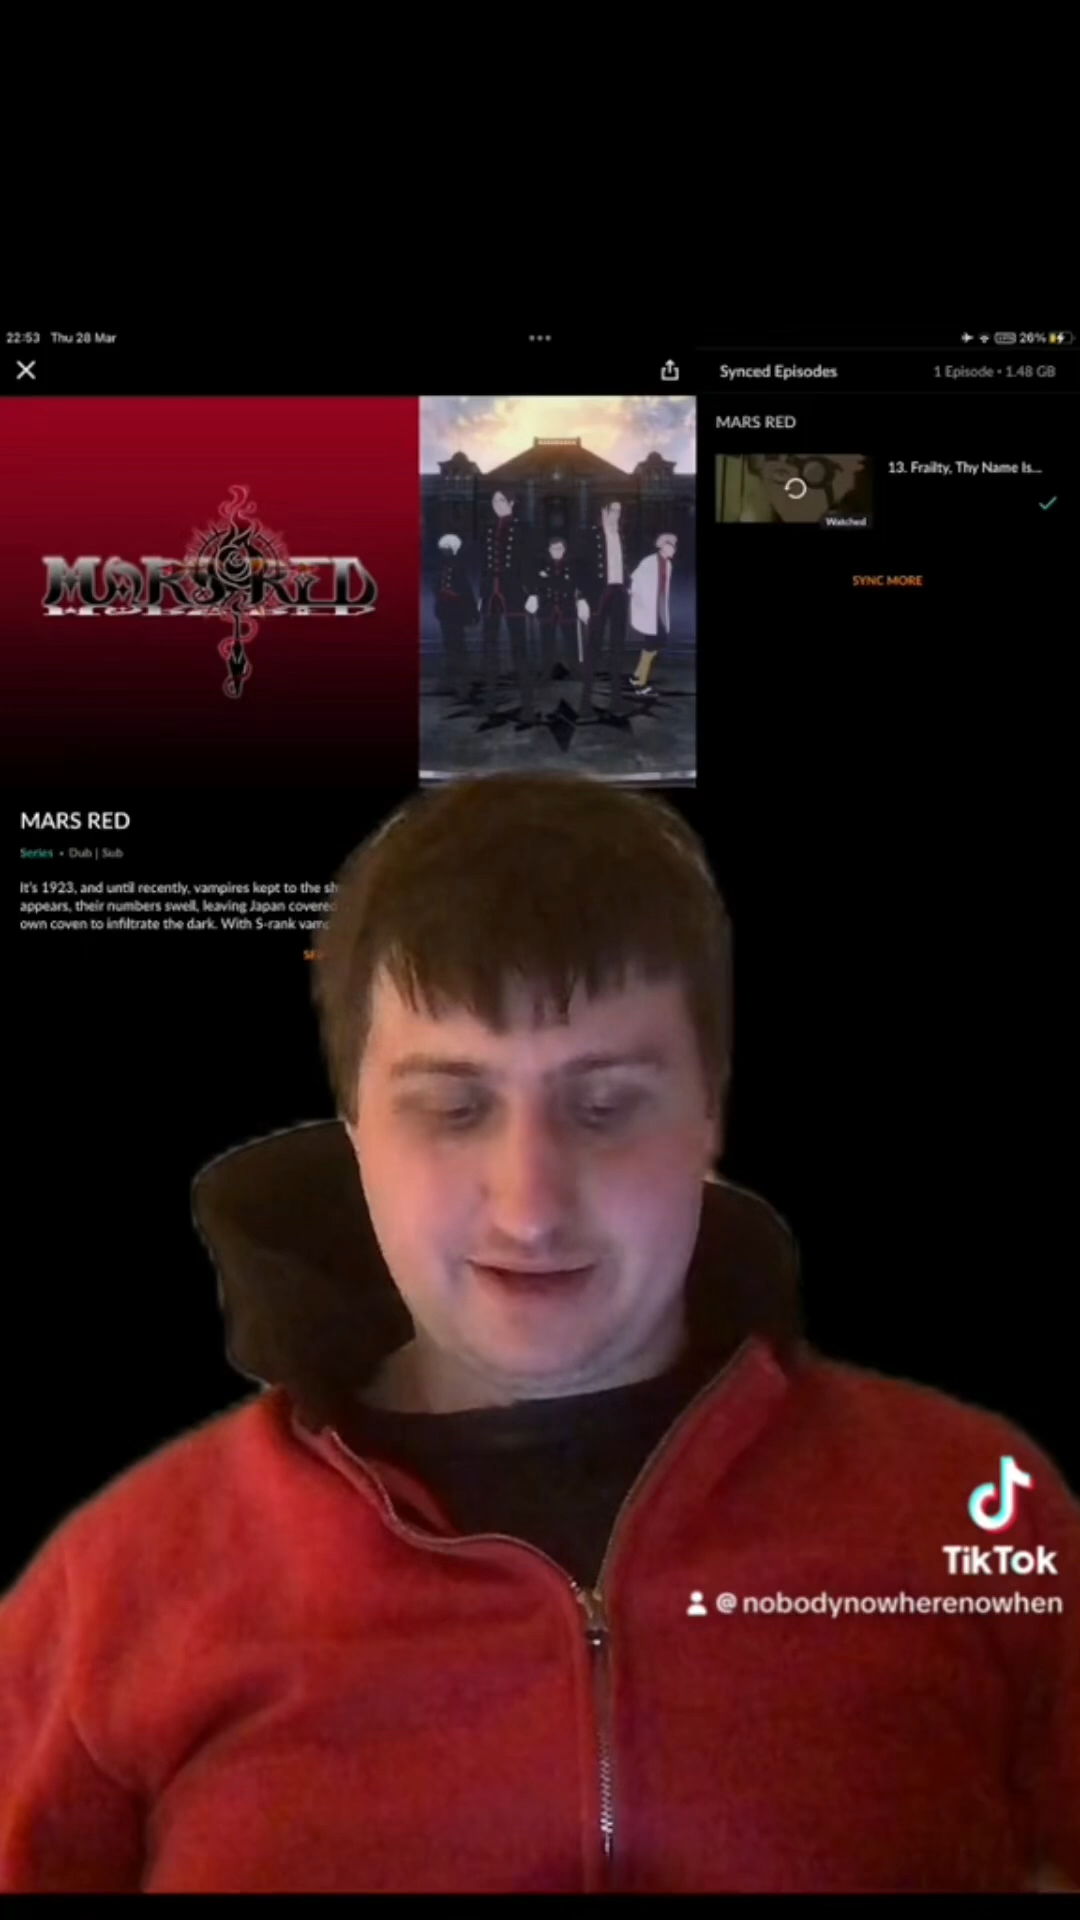 22:53 Thu 28 Mar
26%
Synced Episodes
1 Episode • 1.48 GB
MARS RED
13. Frailty, Thy Name Is...
Watched
SYNC MORE
MARS RED
MARS RED
Series • Dub | Sub
It's 1923, and until recently, vampires kept to the sh
appears, their numbers swell, leaving Japan covered
own coven to infiltrate the dark. With S-rank vamp
TikTok
@nobodynowherenowhen